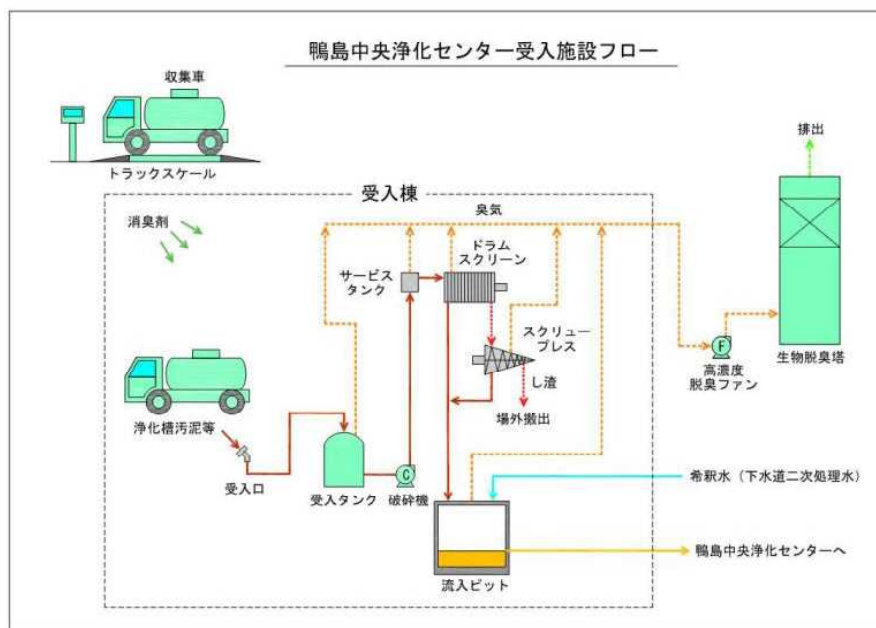 鴨島中央浄化センター受入施設フロー
収集車
トラックスケール
排出
受入棟
消臭剤
臭気
ドラム
スクリーン
サービス
タンク
スクリュー
プレス
し渣
場外搬出
F
高濃度
脱臭ファン
生物脱臭塔
浄化槽汚泥等
受入口
受入タンク
C
破砕機
希釈水（下水道二次処理水）
鴨島中央浄化センターへ
流入ピット